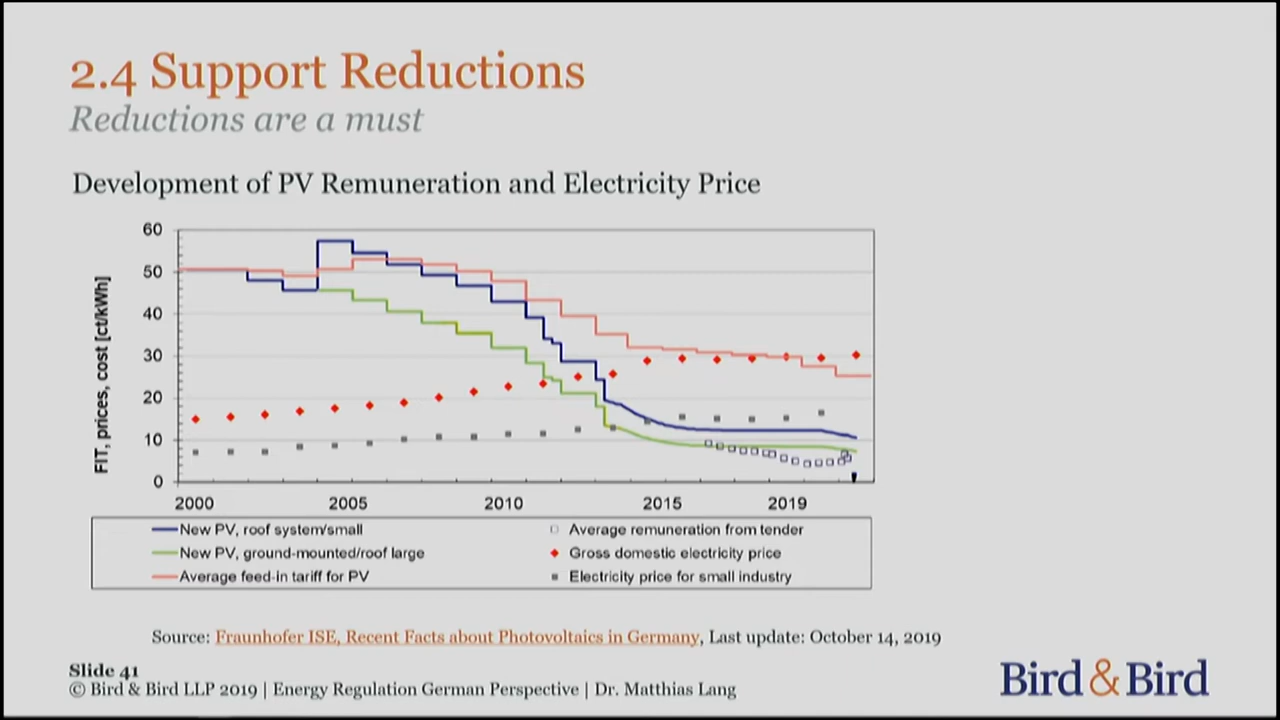 2.4 Support Reductions
Reductions are a must
Development of PV Remuneration and Electricity Price
FIT, prices, cost [ct/kWh]
60
50
40
30
20
10
0
2000 2005 2010 2015 2019
New PV, roof system/small
Average remuneration from tender
New PV, ground-mounted/roof large
Gross domestic electricity price
Average feed-in tariff for PV
Electricity price for small industry
Source: Fraunhofer ISE, Recent Facts about Photovoltaics in Germany, Last update: October 14, 2019
Slide 41
© Bird & Bird LLP 2019 | Energy Regulation German Perspective | Dr. Matthias Lang
Bird & Bird